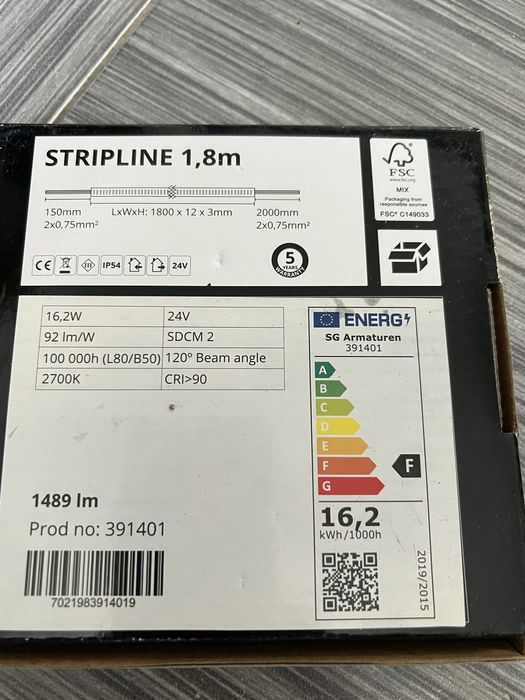 STRIPLINE 1,8m
150mm
2x0,75mm²
LxWxH: 1800 x 12 x 3mm
2000mm
2x0,75mm²
CE
III
IP54
24V
5
YEARS
WARRANTY
FSC
www.fsc.org
MIX
Packaging from
responsible sources
FSC® C149033
16,2W 24V
92 lm/W SDCM 2
100 000h (L80/B50) 120° Beam angle
2700K CRI>90
1489 lm
Prod no: 391401
7021983914019
ENERG
SG Armaturen
391401
A
B
C
D
E
F
G
F
16,2
kWh/1000h
2019/2015